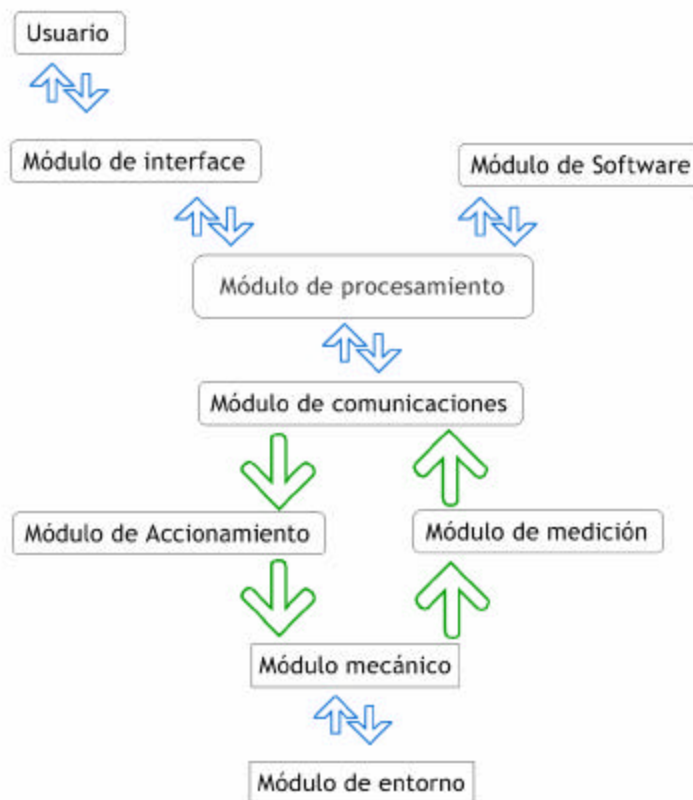 Usuario
Módulo de interface
Módulo de Software
Módulo de procesamiento
Módulo de comunicaciones
Módulo de Accionamiento
Módulo de medición
Módulo mecánico
Módulo de entorno